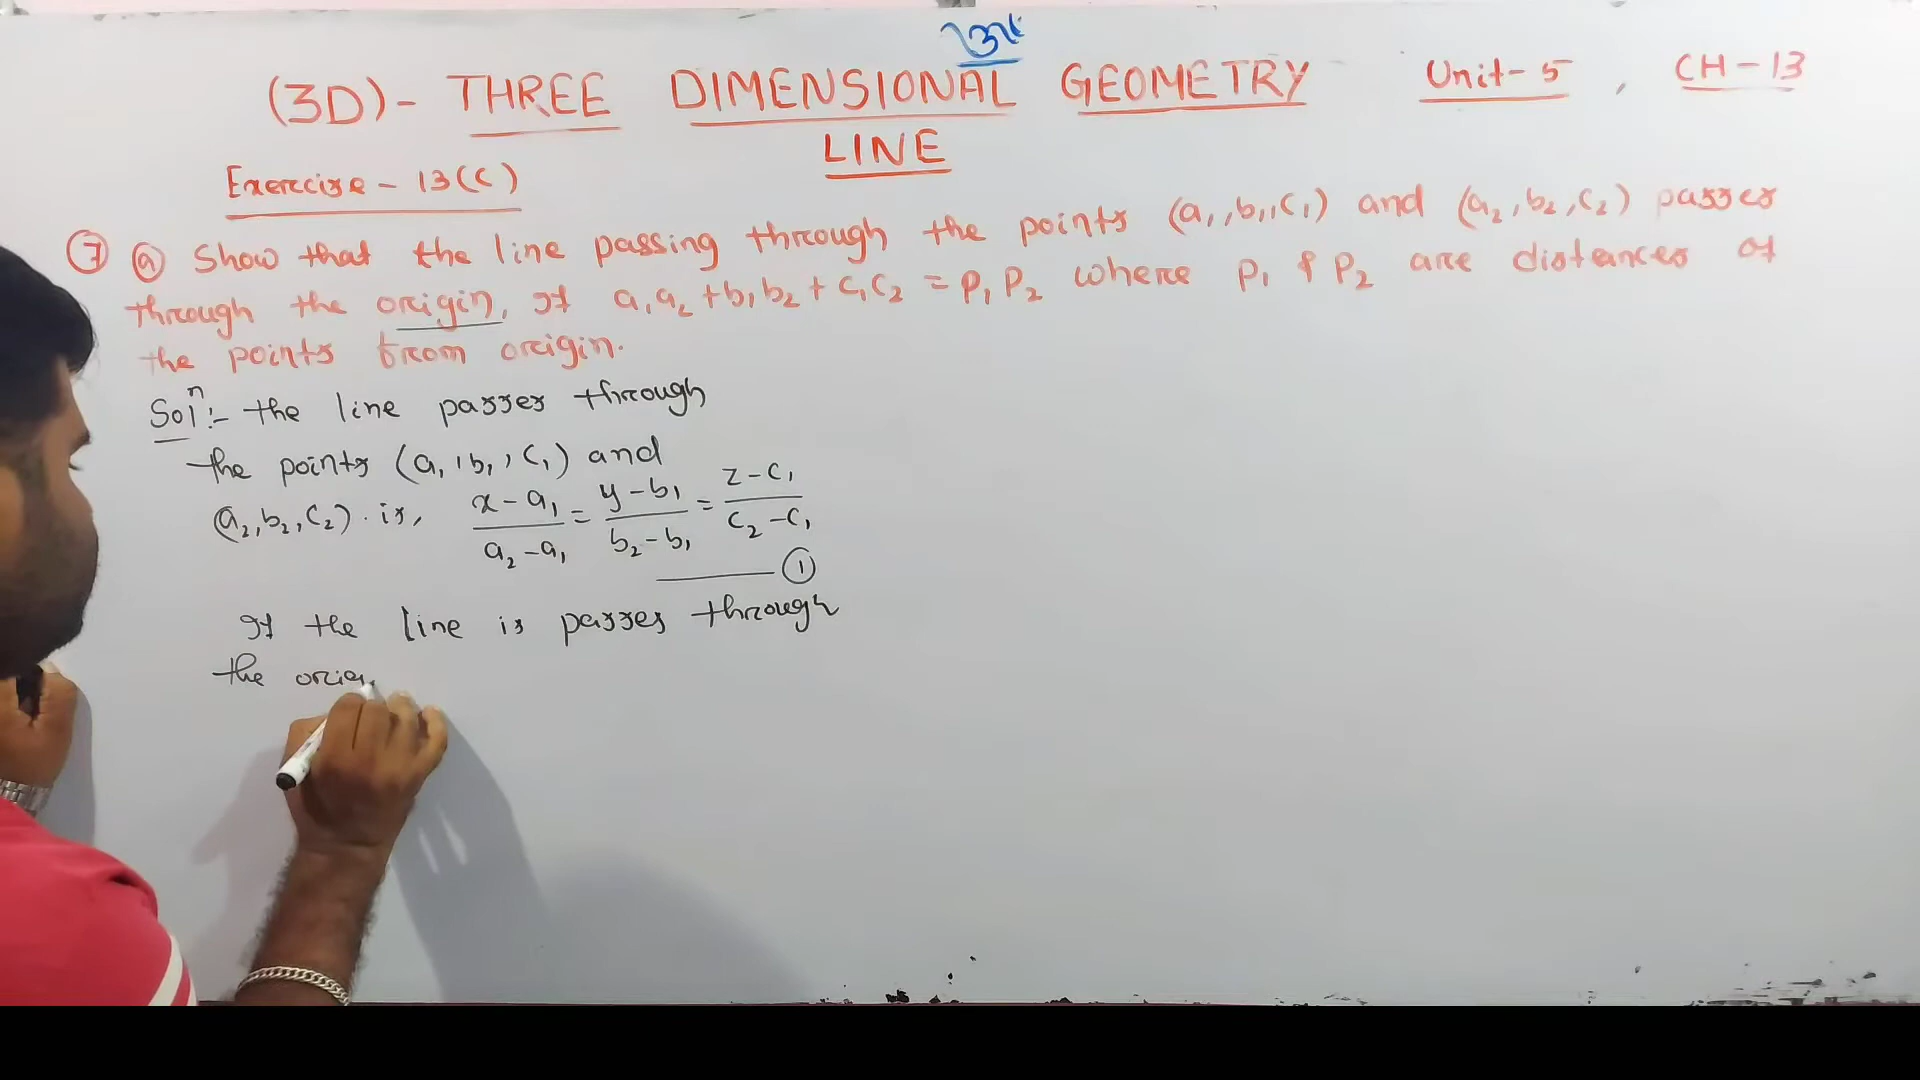 (3D)- THREE DIMENSIONAL GEOMETRY Unit-5, CH-13
LINE
Exercise - 13(C)
⑦ ⓐ Show that the line passing through the points (a₁, b₁, c₁) and (a₂, b₂, c₂) passes
through the origin, If a₁a₂ + b₁b₂ + c₁c₂ = P₁P₂ where P₁ & P₂ are distances of
the points from origin.
Solⁿ:- the line passes through
the points (a₁, b₁, c₁) and
(a₂, b₂, c₂). is, (x - a₁)/(a₂ - a₁) = (y - b₁)/(b₂ - b₁) = (z - c₁)/(c₂ - c₁)
——— ①
If the line is passes through
the orig